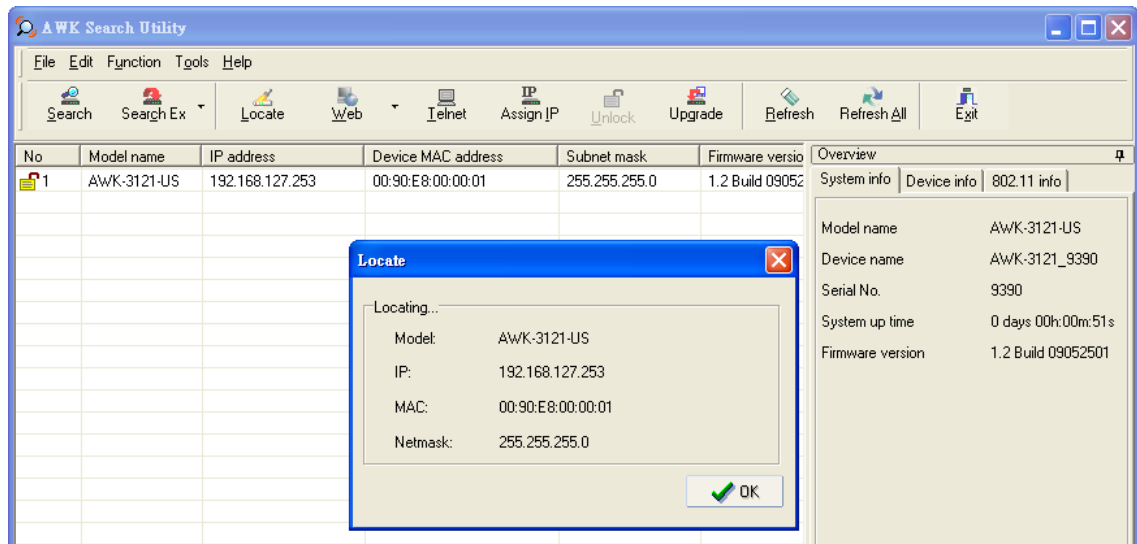 AWK Search Utility
File Edit Function Tools Help
Search Search Ex Locate Web Telnet Assign IP Unlock Upgrade Refresh Refresh All Exit
No Model name IP address Device MAC address Subnet mask Firmware versio
1 AWK-3121-US 192.168.127.253 00:90:E8:00:00:01 255.255.255.0 1.2 Build 09052
Overview
System info Device info 802.11 info
Model name AWK-3121-US
Device name AWK-3121_9390
Serial No. 9390
System up time 0 days 00h:00m:51s
Firmware version 1.2 Build 09052501
Locate
Locating...
Model: AWK-3121-US
IP: 192.168.127.253
MAC: 00:90:E8:00:00:01
Netmask: 255.255.255.0
OK